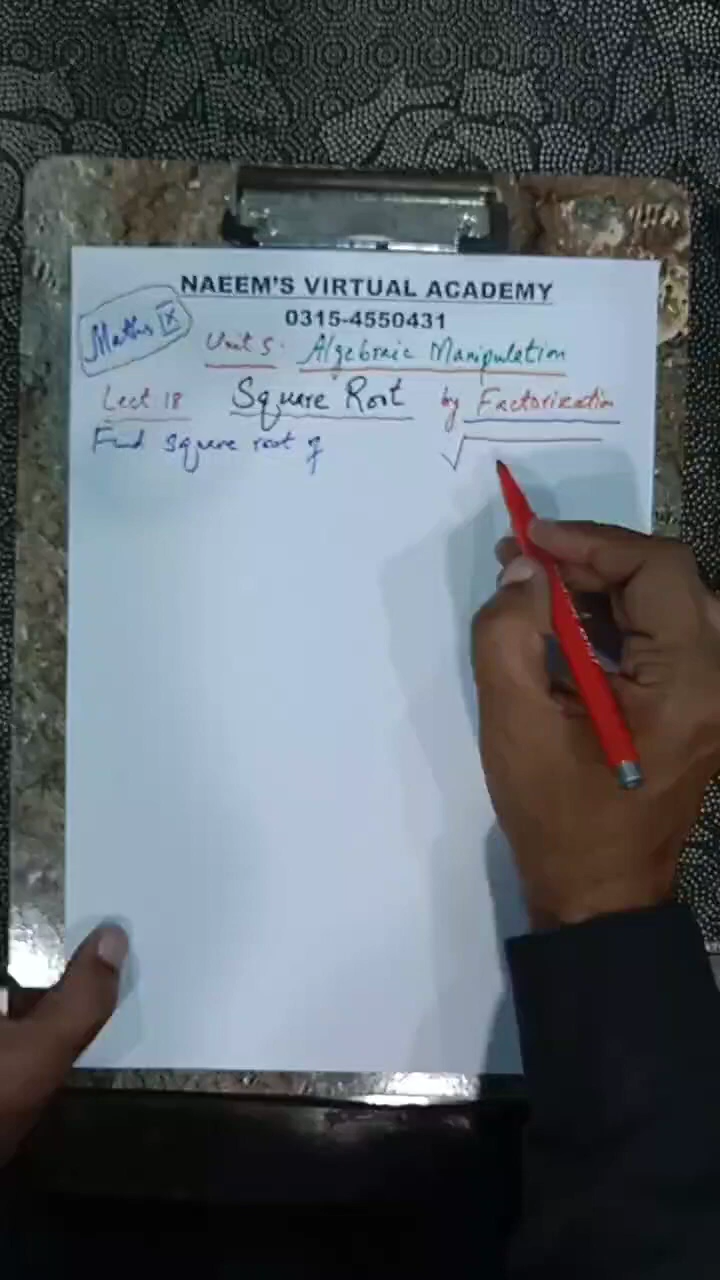 NAEEM'S VIRTUAL ACADEMY
0315-4550431
Maths IX
Unit 5: Algebraic Manipulation
Lect 18 Square Root by Factorization
Find square root of √